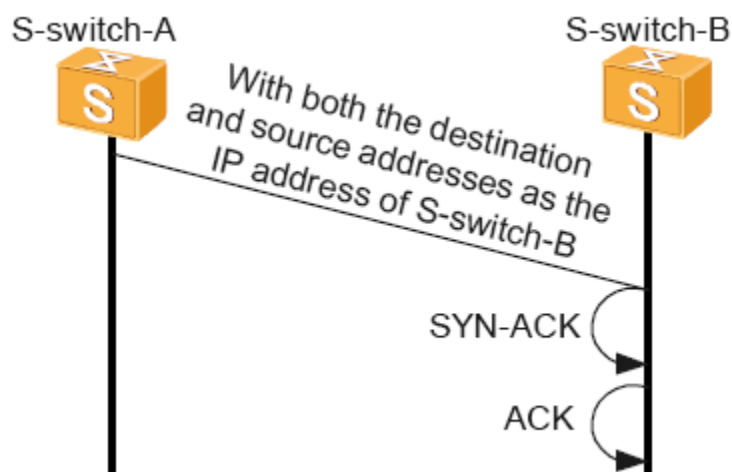 S-switch-A
S-switch-B
S
S
With both the destination
and source addresses as the
IP address of S-switch-B
SYN-ACK
ACK